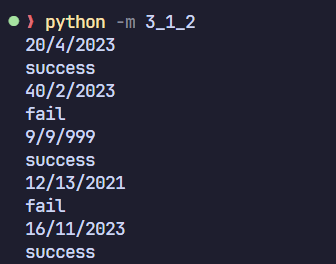 ❯ python -m 3_1_2
20/4/2023
success
40/2/2023
fail
9/9/999
success
12/13/2021
fail
16/11/2023
success